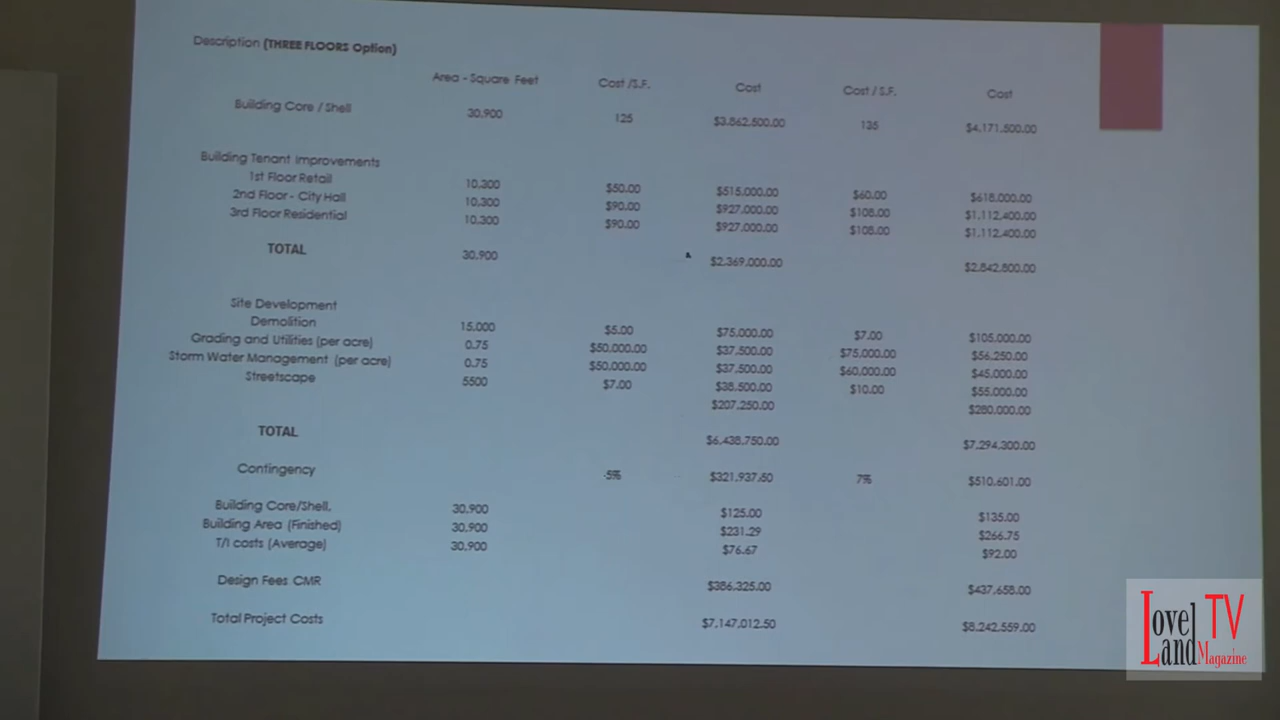 Description (THREE FLOORS Option)
Area - Square Feet Cost /S.F. Cost Cost / S.F. Cost
Building Core / Shell 30,900 125 $3,862,500.00 135 $4,171,500.00
Building Tenant Improvements
1st Floor Retail 10,300 $50.00 $515,000.00 $60.00 $618,000.00
2nd Floor - City Hall 10,300 $90.00 $927,000.00 $108.00 $1,112,400.00
3rd Floor Residential 10,300 $90.00 $927,000.00 $108.00 $1,112,400.00
TOTAL 30,900 $2,369,000.00 $2,842,800.00
Site Development
Demolition 15,000 $5.00 $75,000.00 $7.00 $105,000.00
Grading and Utilities (per acre) 0.75 $50,000.00 $37,500.00 $75,000.00 $56,250.00
Storm Water Management (per acre) 0.75 $50,000.00 $37,500.00 $60,000.00 $45,000.00
Streetscape 5500 $7.00 $38,500.00 $10.00 $55,000.00
$207,250.00 $280,000.00
TOTAL $6,438,750.00 $7,294,300.00
Contingency 5% $321,937.50 7% $510,601.00
Building Core/Shell, 30,900 $125.00 $135.00
Building Area (Finished) 30,900 $231.29 $266.75
T/I costs (Average) 30,900 $76.67 $92.00
Design Fees CMR $386,325.00 $437,658.00
Total Project Costs $7,147,012.50 $8,242,559.00
Lovel TV
Land Magazine